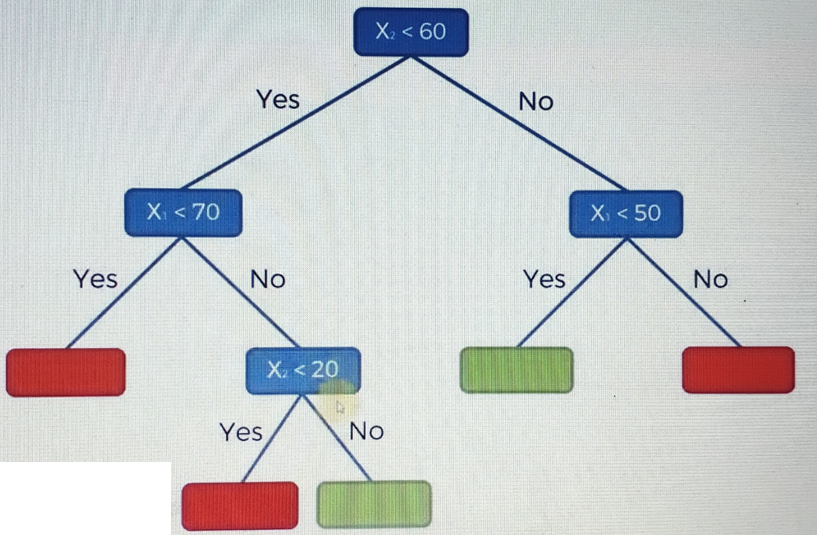 X₂ < 60
Yes
No
X₁ < 70
X₁ < 50
Yes
No
Yes
No
X₂ < 20
Yes
No